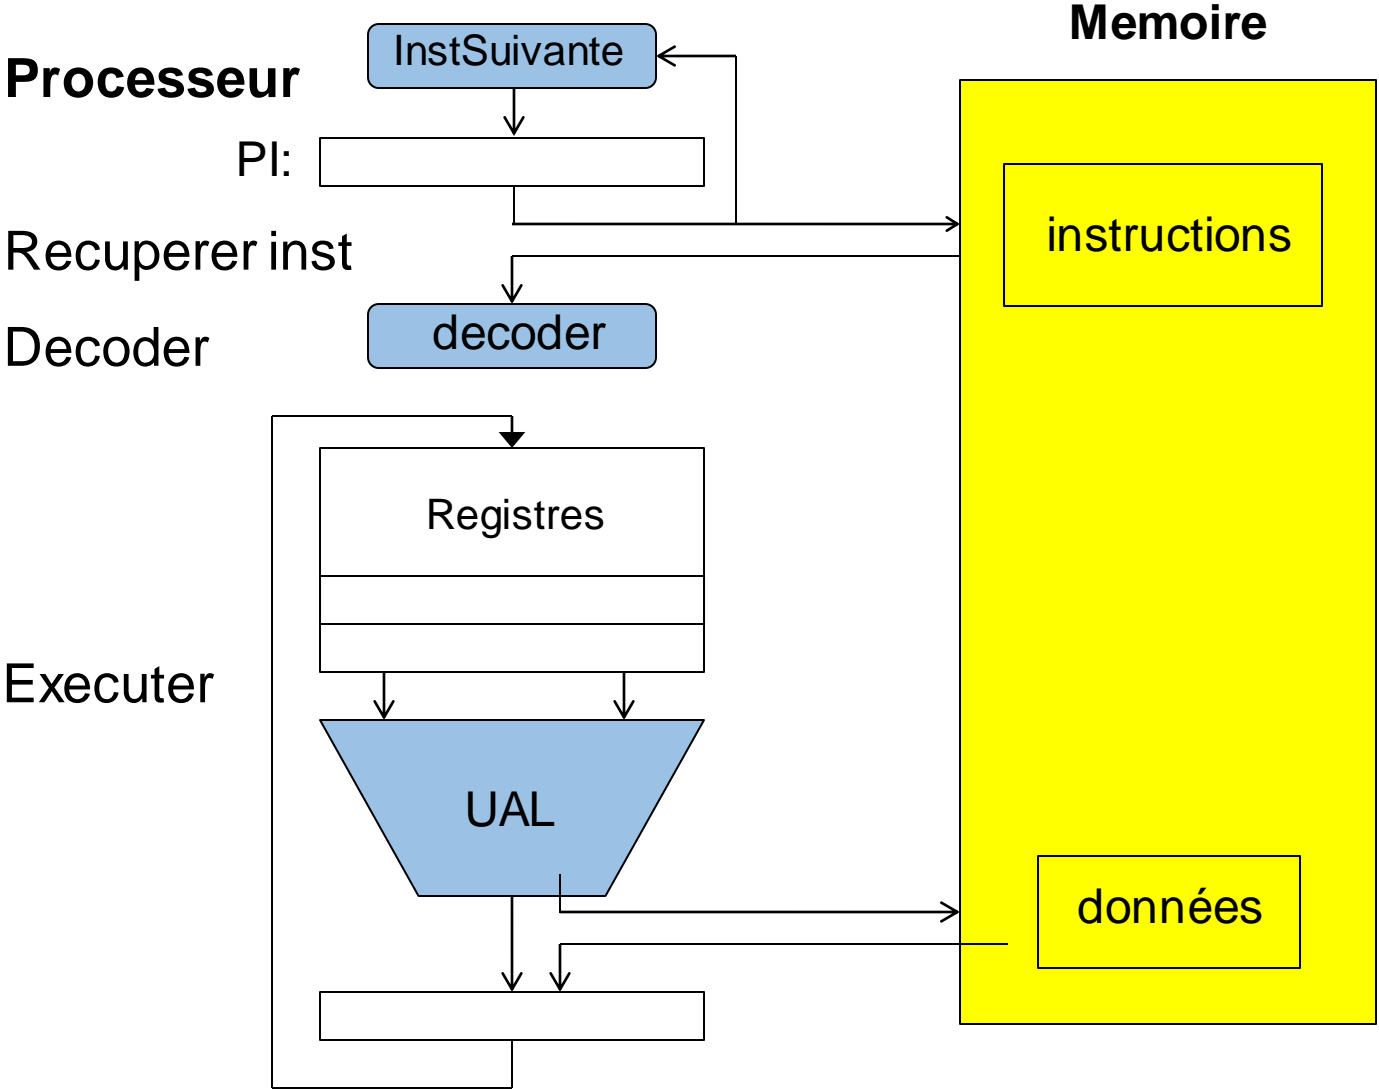 Memoire
InstSuivante
Processeur
PI:
instructions
Recuperer inst
decoder
Decoder
Registres
Executer
UAL
données